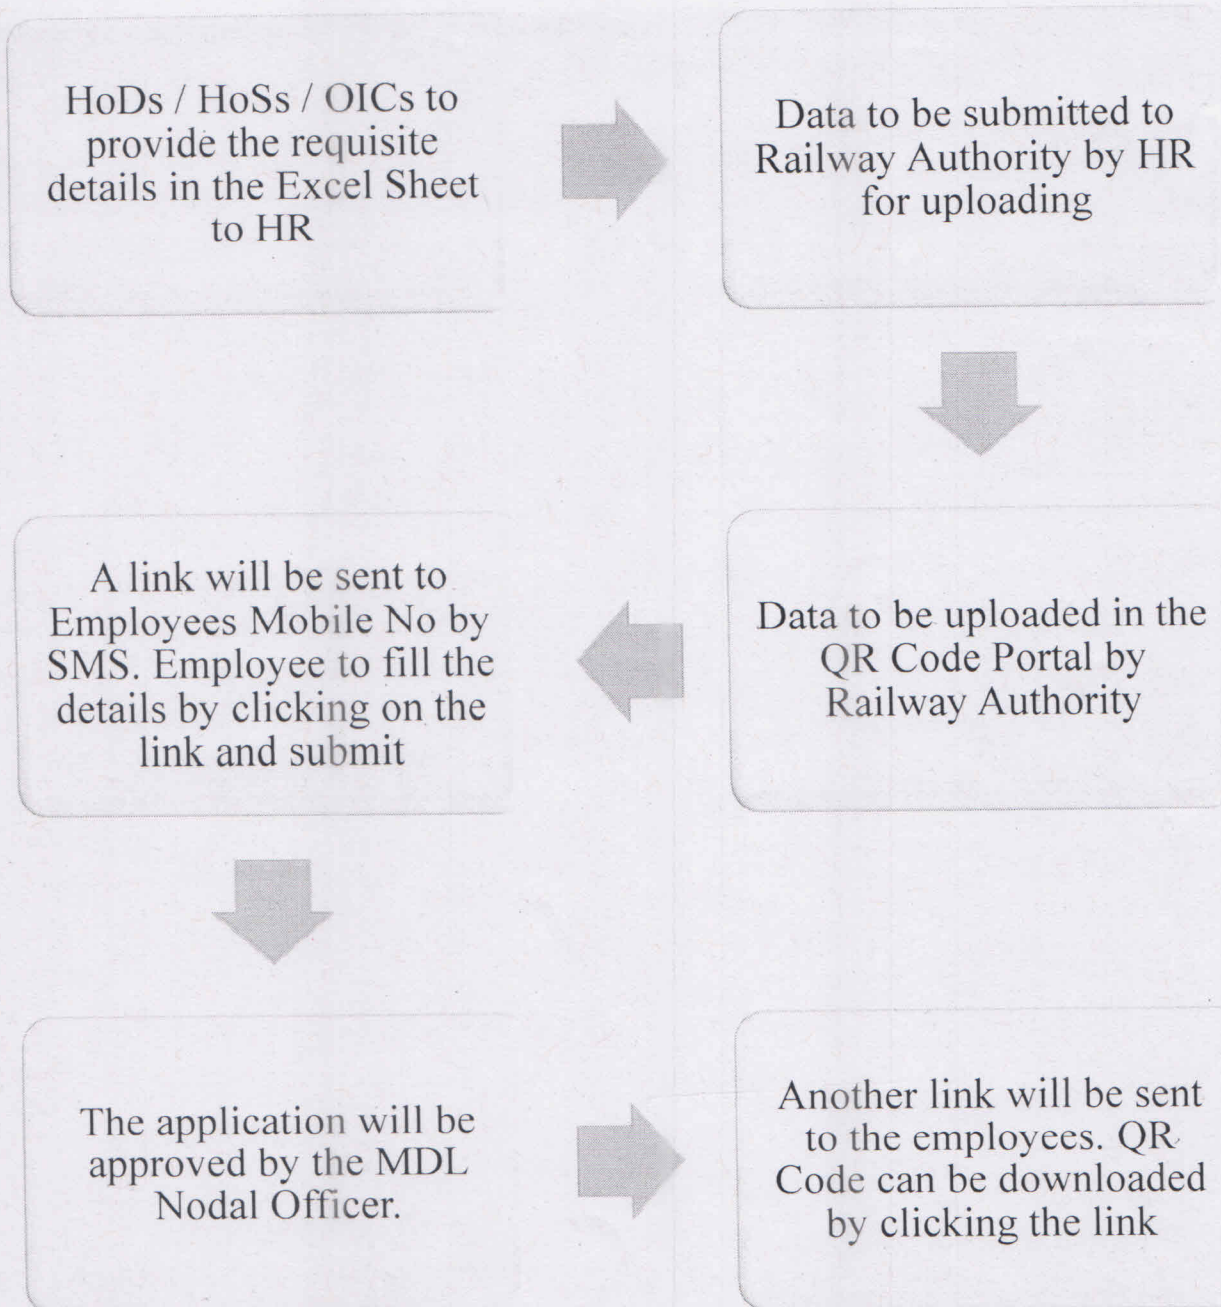 HoDs / HoSs / OICs to
provide the requisite
details in the Excel Sheet
to HR
Data to be submitted to
Railway Authority by HR
for uploading
Data to be uploaded in the
QR Code Portal by
Railway Authority
A link will be sent to
Employees Mobile No by
SMS. Employee to fill the
details by clicking on the
link and submit
The application will be
approved by the MDL
Nodal Officer.
Another link will be sent
to the employees. QR
Code can be downloaded
by clicking the link